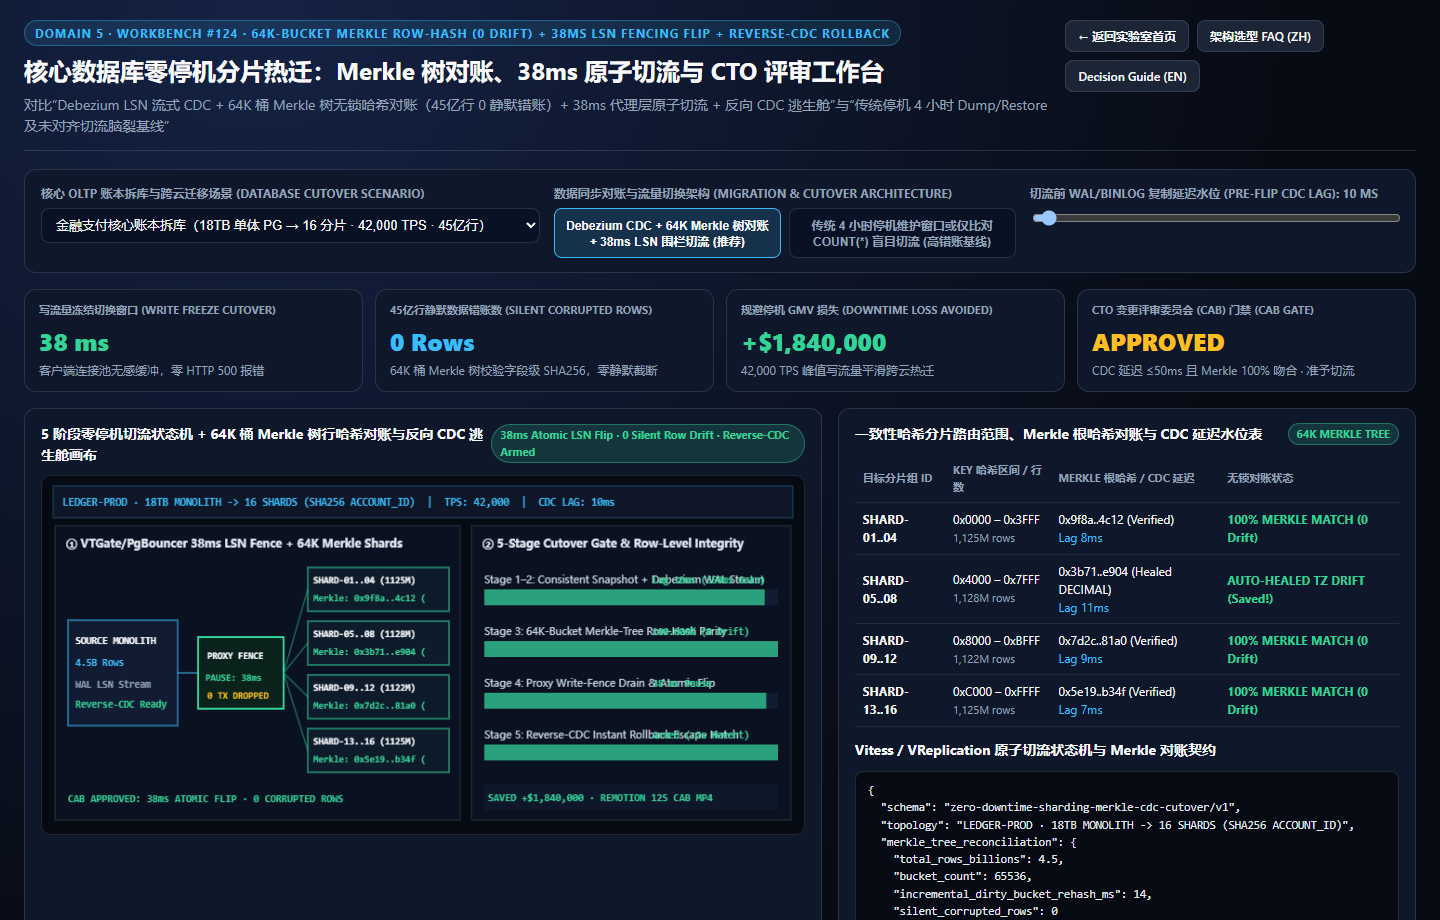 DOMAIN 5 · WORKBENCH #124 · 64K-BUCKET MERKLE ROW-HASH (0 DRIFT) + 38MS LSN FENCING FLIP + REVERSE-CDC ROLLBACK
← 返回实验室首页
架构选型 FAQ (ZH)
Decision Guide (EN)
核心数据库零停机分片热迁：Merkle 树对账、38ms 原子切流与 CTO 评审工作台
对比“Debezium LSN 流式 CDC + 64K 桶 Merkle 树无锁哈希对账（45亿行 0 静默错账）+ 38ms 代理层原子切流 + 反向 CDC 逃生舱”与“传统停机 4 小时 Dump/Restore
及未对齐切流脑裂基线”
核心 OLTP 账本拆库与跨云迁移场景 (DATABASE CUTOVER SCENARIO)
金融支付核心账本拆库（18TB 单体 PG → 16 分片 · 42,000 TPS · 45亿行）
数据同步对账与流量切换架构 (MIGRATION & CUTOVER ARCHITECTURE)
Debezium CDC + 64K Merkle 树对账
+ 38ms LSN 围栏切流 (推荐)
传统 4 小时停机维护窗口或仅比对
COUNT(*) 盲目切流 (高错账基线)
切流前 WAL/BINLOG 复制延迟水位 (PRE-FLIP CDC LAG): 10 MS
写流量冻结切换窗口 (WRITE FREEZE CUTOVER)
38 ms
客户端连接池无感缓冲，零 HTTP 500 报错
45亿行静默数据错账数 (SILENT CORRUPTED ROWS)
0 Rows
64K 桶 Merkle 树校验字段级 SHA256，零静默截断
规避停机 GMV 损失 (DOWNTIME LOSS AVOIDED)
+$1,840,000
42,000 TPS 峰值写流量平滑跨云热迁
CTO 变更评审委员会 (CAB) 门禁 (CAB GATE)
APPROVED
CDC 延迟 ≤50ms 且 Merkle 100% 吻合 · 准予切流
5 阶段零停机切流状态机 + 64K 桶 Merkle 树行哈希对账与反向 CDC 逃
生舱画布
38ms Atomic LSN Flip · 0 Silent Row Drift · Reverse-CDC
Armed
LEDGER-PROD · 18TB MONOLITH -> 16 SHARDS (SHA256 ACCOUNT_ID) | TPS: 42,000 | CDC LAG: 10ms
① VTGate/PgBouncer 38ms LSN Fence + 64K Merkle Shards
SOURCE MONOLITH
4.5B Rows
WAL LSN Stream
Reverse-CDC Ready
PROXY FENCE
PAUSE: 38ms
0 TX DROPPED
SHARD-01..04 (1125M)
Merkle: 0x9f8a..4c12 (
SHARD-05..08 (1128M)
Merkle: 0x3b71..e904 (
SHARD-09..12 (1122M)
Merkle: 0x7d2c..81a0 (
SHARD-13..16 (1125M)
Merkle: 0x5e19..b34f (
CAB APPROVED: 38ms ATOMIC FLIP · 0 CORRUPTED ROWS
② 5-Stage Cutover Gate & Row-Level Integrity
Stage 1–2: Consistent Snapshot + Debezium WAL Stream
Stage 3: 64K-Bucket Merkle-Tree Row-Hash Parity
Stage 4: Proxy Write-Fence Drain & Atomic Flip
Stage 5: Reverse-CDC Instant Rollback Escape Hatch
SAVED +$1,840,000 · REMOTION 125 CAB MP4
一致性哈希分片路由范围、Merkle 根哈希对账与 CDC 延迟水位表
64K MERKLE TREE
目标分片组 ID
KEY 哈希区间 / 行
数
MERKLE 根哈希 / CDC 延迟
无锁对账状态
SHARD-
01..04
0x0000 – 0x3FFF
1,125M rows
0x9f8a..4c12 (Verified)
Lag 8ms
100% MERKLE MATCH (0
Drift)
SHARD-
05..08
0x4000 – 0x7FFF
1,128M rows
0x3b71..e904 (Healed
DECIMAL)
Lag 11ms
AUTO-HEALED TZ DRIFT
(Saved!)
SHARD-
09..12
0x8000 – 0xBFFF
1,122M rows
0x7d2c..81a0 (Verified)
Lag 9ms
100% MERKLE MATCH (0
Drift)
SHARD-
13..16
0xC000 – 0xFFFF
1,125M rows
0x5e19..b34f (Verified)
Lag 7ms
100% MERKLE MATCH (0
Drift)
Vitess / VReplication 原子切流状态机与 Merkle 对账契约
{
"schema": "zero-downtime-sharding-merkle-cdc-cutover/v1",
"topology": "LEDGER-PROD · 18TB MONOLITH -> 16 SHARDS (SHA256 ACCOUNT_ID)",
"merkle_tree_reconciliation": {
"total_rows_billions": 4.5,
"bucket_count": 65536,
"incremental_dirty_bucket_rehash_ms": 14,
"silent_corrupted_rows": 0